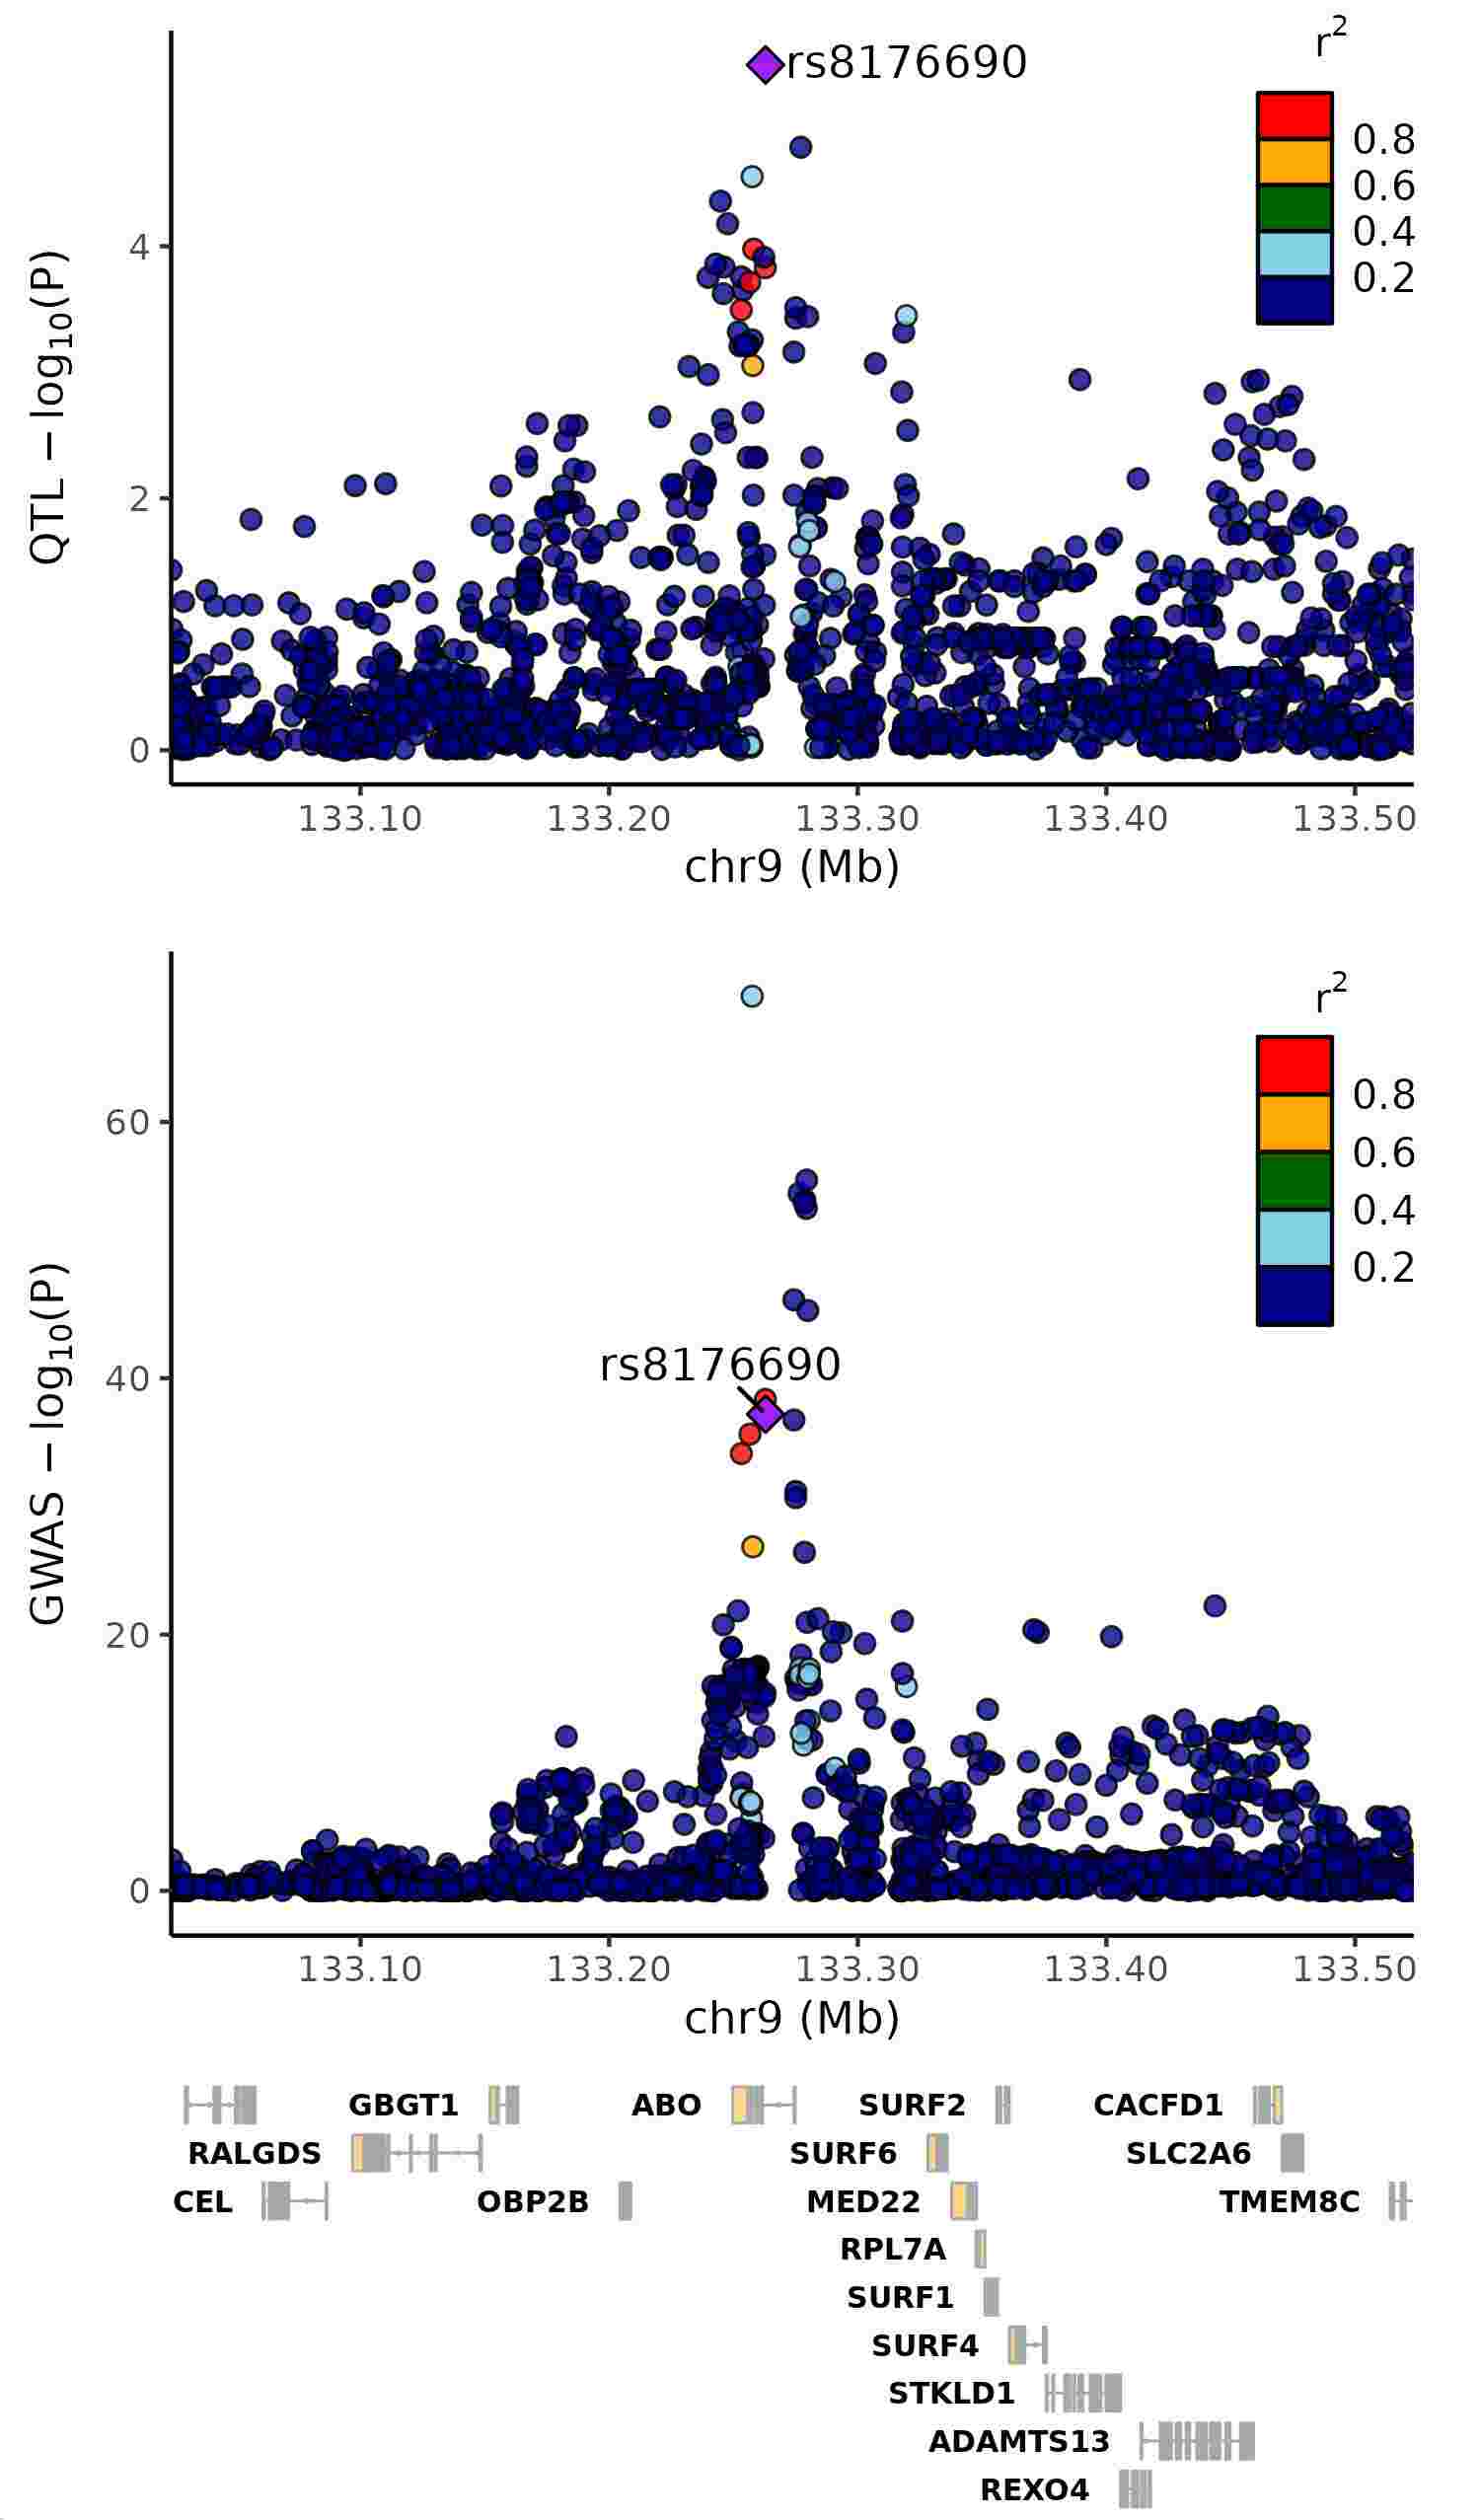 r2
rs8176690
0.8
0.6
0.4
0.2
4
2
0
QTL −log10(P)
133.10 133.20 133.30 133.40 133.50
chr9 (Mb)
r2
0.8
0.6
0.4
0.2
60
40
20
0
rs8176690
GWAS −log10(P)
133.10 133.20 133.30 133.40 133.50
chr9 (Mb)
GBGT1 ABO SURF2 CACFD1
RALGDS SURF6 SLC2A6
CEL OBP2B MED22 TMEM8C
RPL7A
SURF1
SURF4
STKLD1
ADAMTS13
REXO4